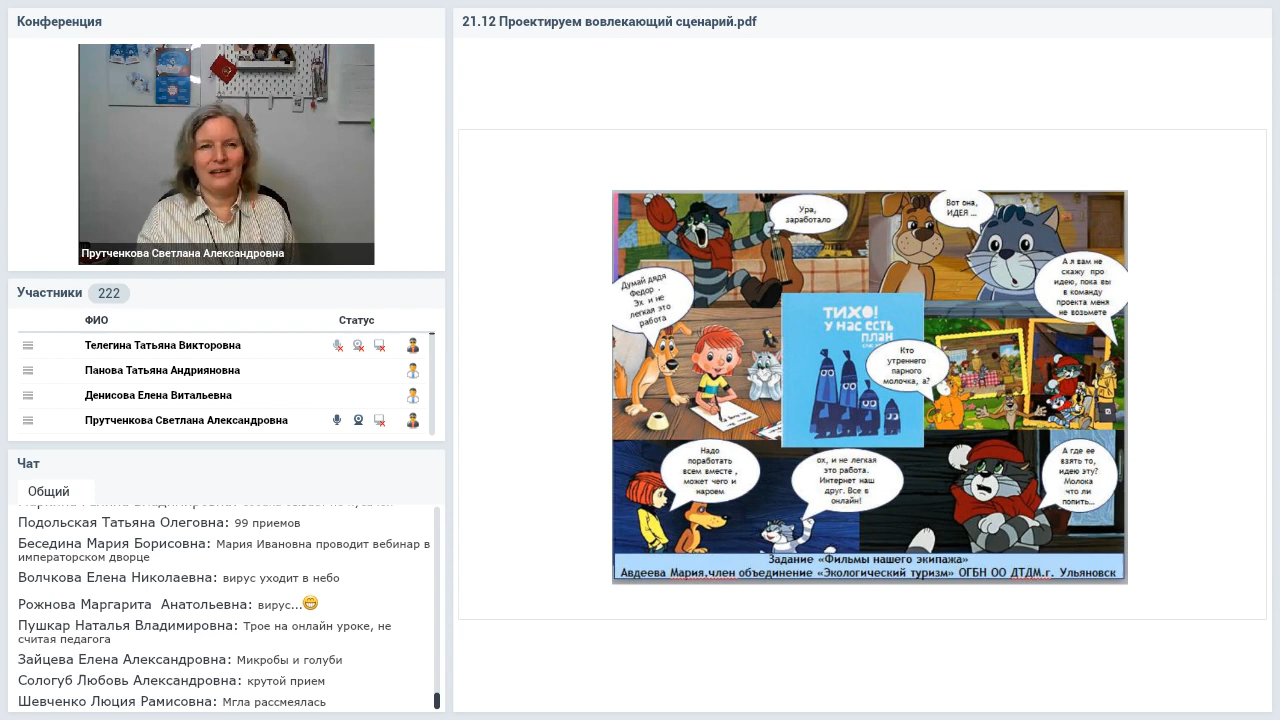 Конференция
Прутченкова Светлана Александровна
Участники 222
ФИО Статус
Телегина Татьяна Викторовна
Панова Татьяна Андрияновна
Денисова Елена Витальевна
Прутченкова Светлана Александровна
Чат
Общий
Подольская Татьяна Олеговна: 99 приемов
Беседина Мария Борисовна: Мария Ивановна проводит вебинар в
императорском дворце
Волчкова Елена Николаевна: вирус уходит в небо
Рожнова Маргарита Анатольевна: вирус...
Пушкар Наталья Владимировна: Трое на онлайн уроке, не
считая педагога
Зайцева Елена Александровна: Микробы и голуби
Сологуб Любовь Александровна: крутой прием
Шевченко Люция Рамисовна: Мгла рассмеялась
21.12 Проектируем вовлекающий сценарий.pdf
Ура,
заработало
Вот она,
ИДЕЯ ...
Думай дядя
Федор .
Эх и не
легкая это
работа
А я вам не
скажу про
идею, пока вы
в команду
проекта меня
не возьмете
ТИХО!
У НАС ЕСТЬ
ПЛАН
Кто
утреннего
парного
молочка, а?
Надо
поработать
всем вместе ,
может чего и
нароем
ох, и не легкая
это работа.
Интернет наш
друг. Все в
онлайн!
А где ее
взять то,
идею эту?
Молока
что ли
попить...
Задание «Фильмы нашего экипажа»
Авдеева Мария,член объединение «Экологический туризм» ОГБН ОО ДТДМ.г. Ульяновск